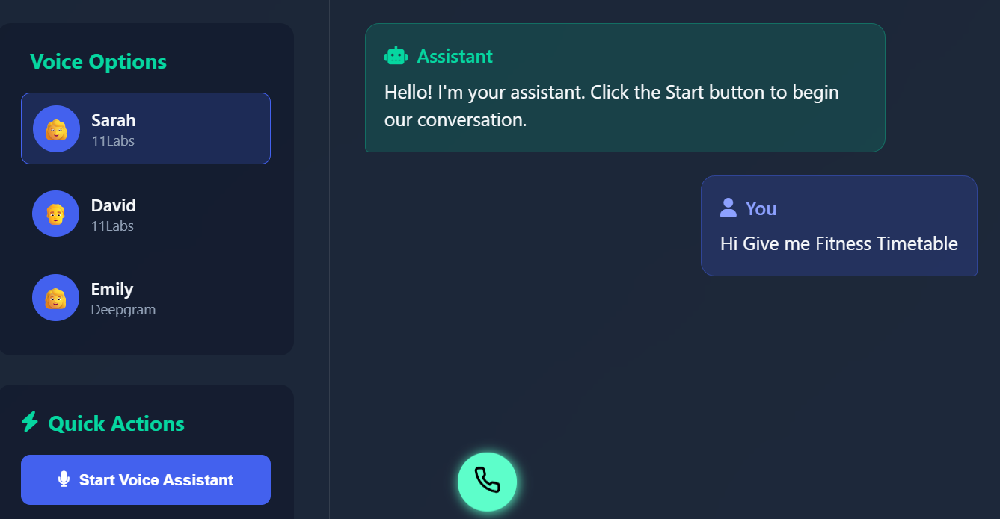 Voice Options
Sarah
11Labs
David
11Labs
Emily
Deepgram
Quick Actions
Start Voice Assistant
Assistant
Hello! I'm your assistant. Click the Start button to begin
our conversation.
You
Hi Give me Fitness Timetable